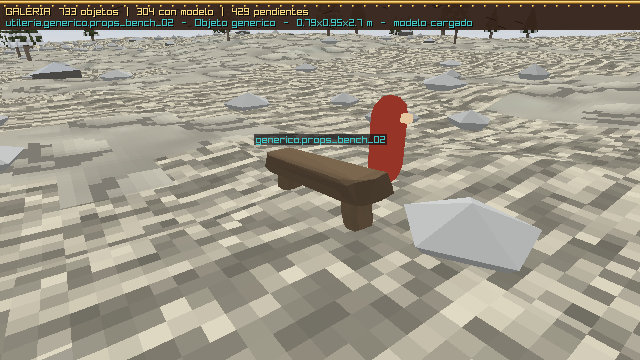 GALERIA 733 objetos | 304 con modelo | 429 pendientes
utileria.generico.props_bench_02 - Objeto generico - 0.79x0.95x2.7 m - modelo cargado
generico.props_bench_02